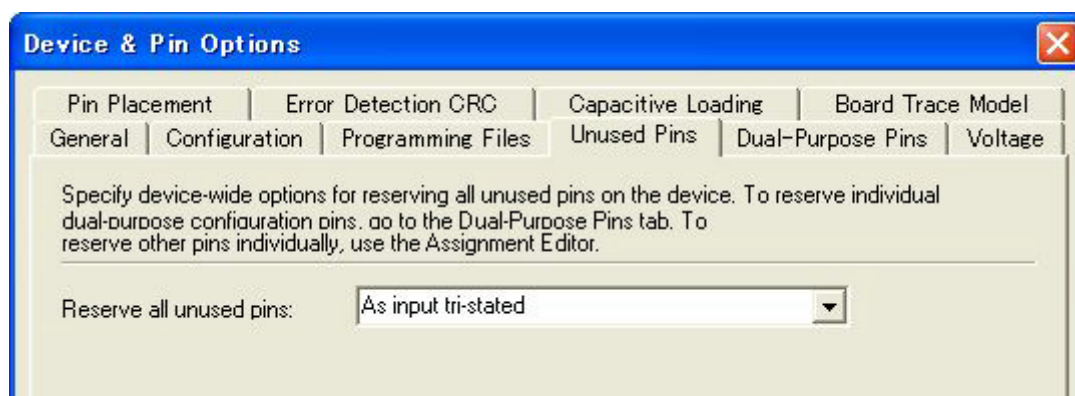 Device & Pin Options
Pin Placement Error Detection CRC Capacitive Loading Board Trace Model
General Configuration Programming Files Unused Pins Dual-Purpose Pins Voltage
Specify device-wide options for reserving all unused pins on the device. To reserve individual
dual-purpose configuration pins, go to the Dual-Purpose Pins tab. To
reserve other pins individually, use the Assignment Editor.
Reserve all unused pins: As input tri-stated